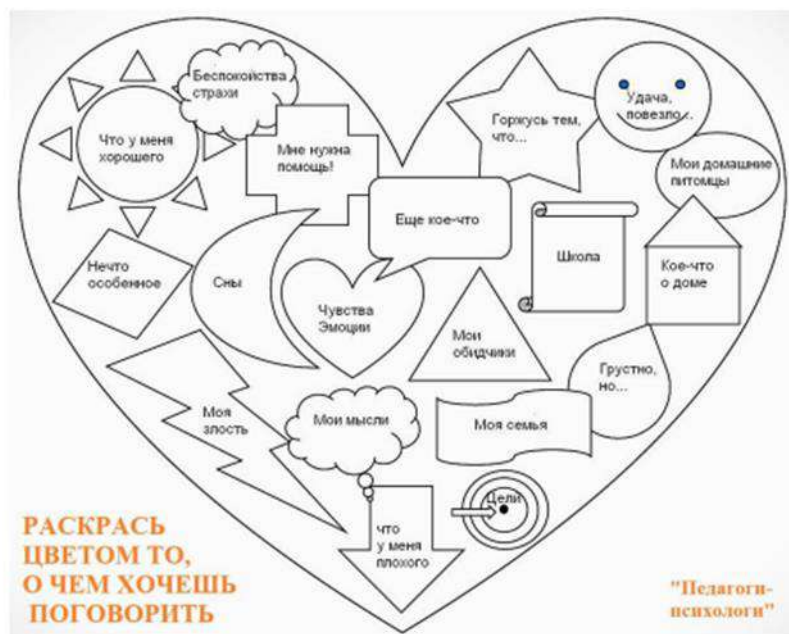 Беспокойства
страхи
Что у меня
хорошего
Мне нужна
помощь!
Горжусь тем,
что...
Удача,
повезло..
Мои домашние
питомцы
Еще кое-что
Школа
Кое-что
о доме
Нечто
особенное
Сны
Чувства
Эмоции
Мои
обидчики
Грустно,
но...
Моя
злость
Мои мысли
Моя семья
Цели
что
у меня
плохого
РАСКРАСЬ
ЦВЕТОМ ТО,
О ЧЕМ ХОЧЕШЬ
ПОГОВОРИТЬ
"Педагоги-
психологи"